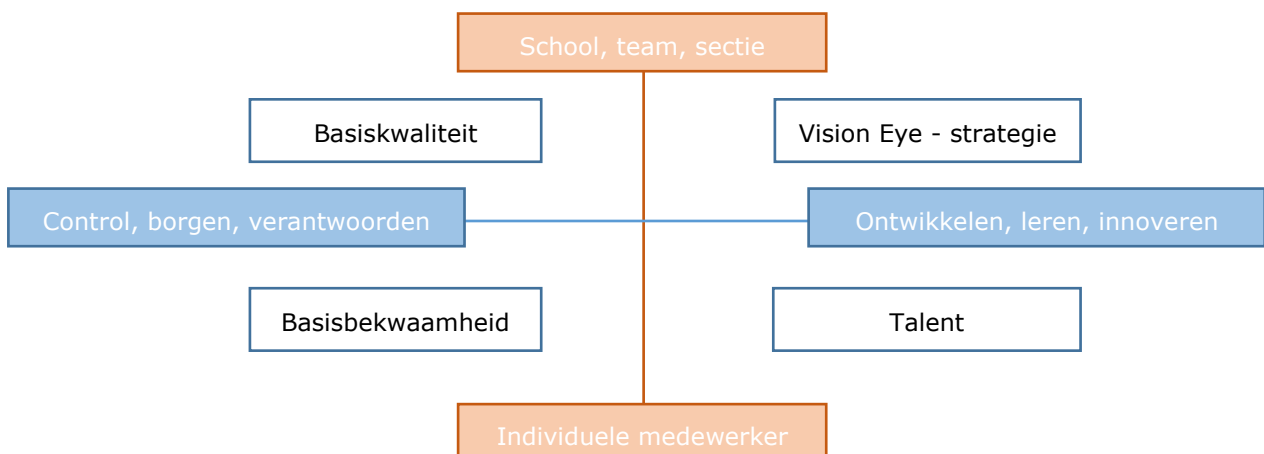 School, team, sectie
Basiskwaliteit
Vision Eye - strategie
Control, borgen, verantwoorden
Ontwikkelen, leren, innoveren
Basisbekwaamheid
Talent
Individuele medewerker